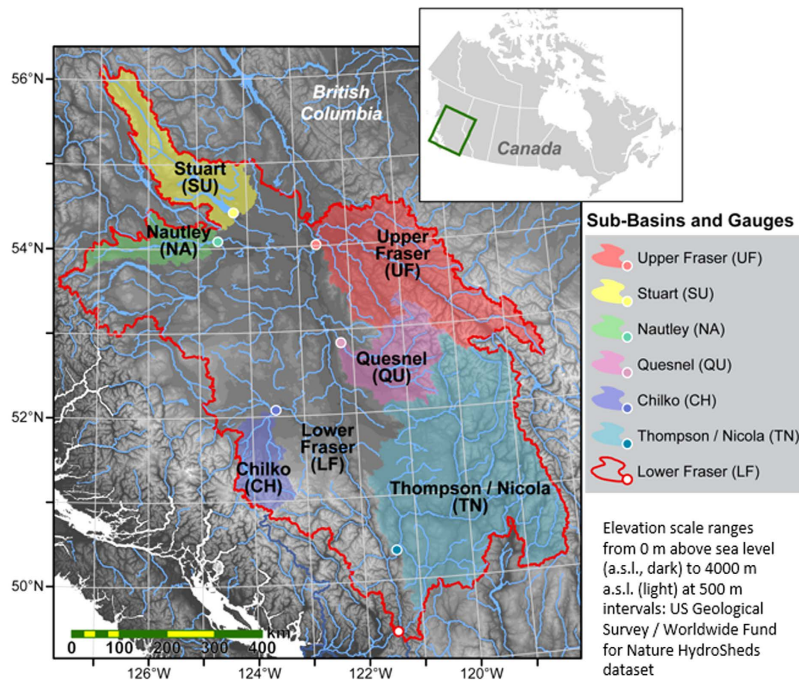 56°N
54°N
52°N
50°N
British
Columbia
Canada
Stuart
(SU)
Nautley
(NA)
Upper
Fraser
(UF)
Quesnel
(QU)
Lower
Fraser
(LF)
Chilko
(CH)
Thompson / Nicola
(TN)
km
0 100 200 300 400
126°W 124°W 122°W 120°W
Sub-Basins and Gauges
Upper Fraser (UF)
Stuart (SU)
Nautley (NA)
Quesnel (QU)
Chilko (CH)
Thompson / Nicola (TN)
Lower Fraser (LF)
Elevation scale ranges
from 0 m above sea level
(a.s.l., dark) to 4000 m
a.s.l. (light) at 500 m
intervals: US Geological
Survey / Worldwide Fund
for Nature HydroSheds
dataset